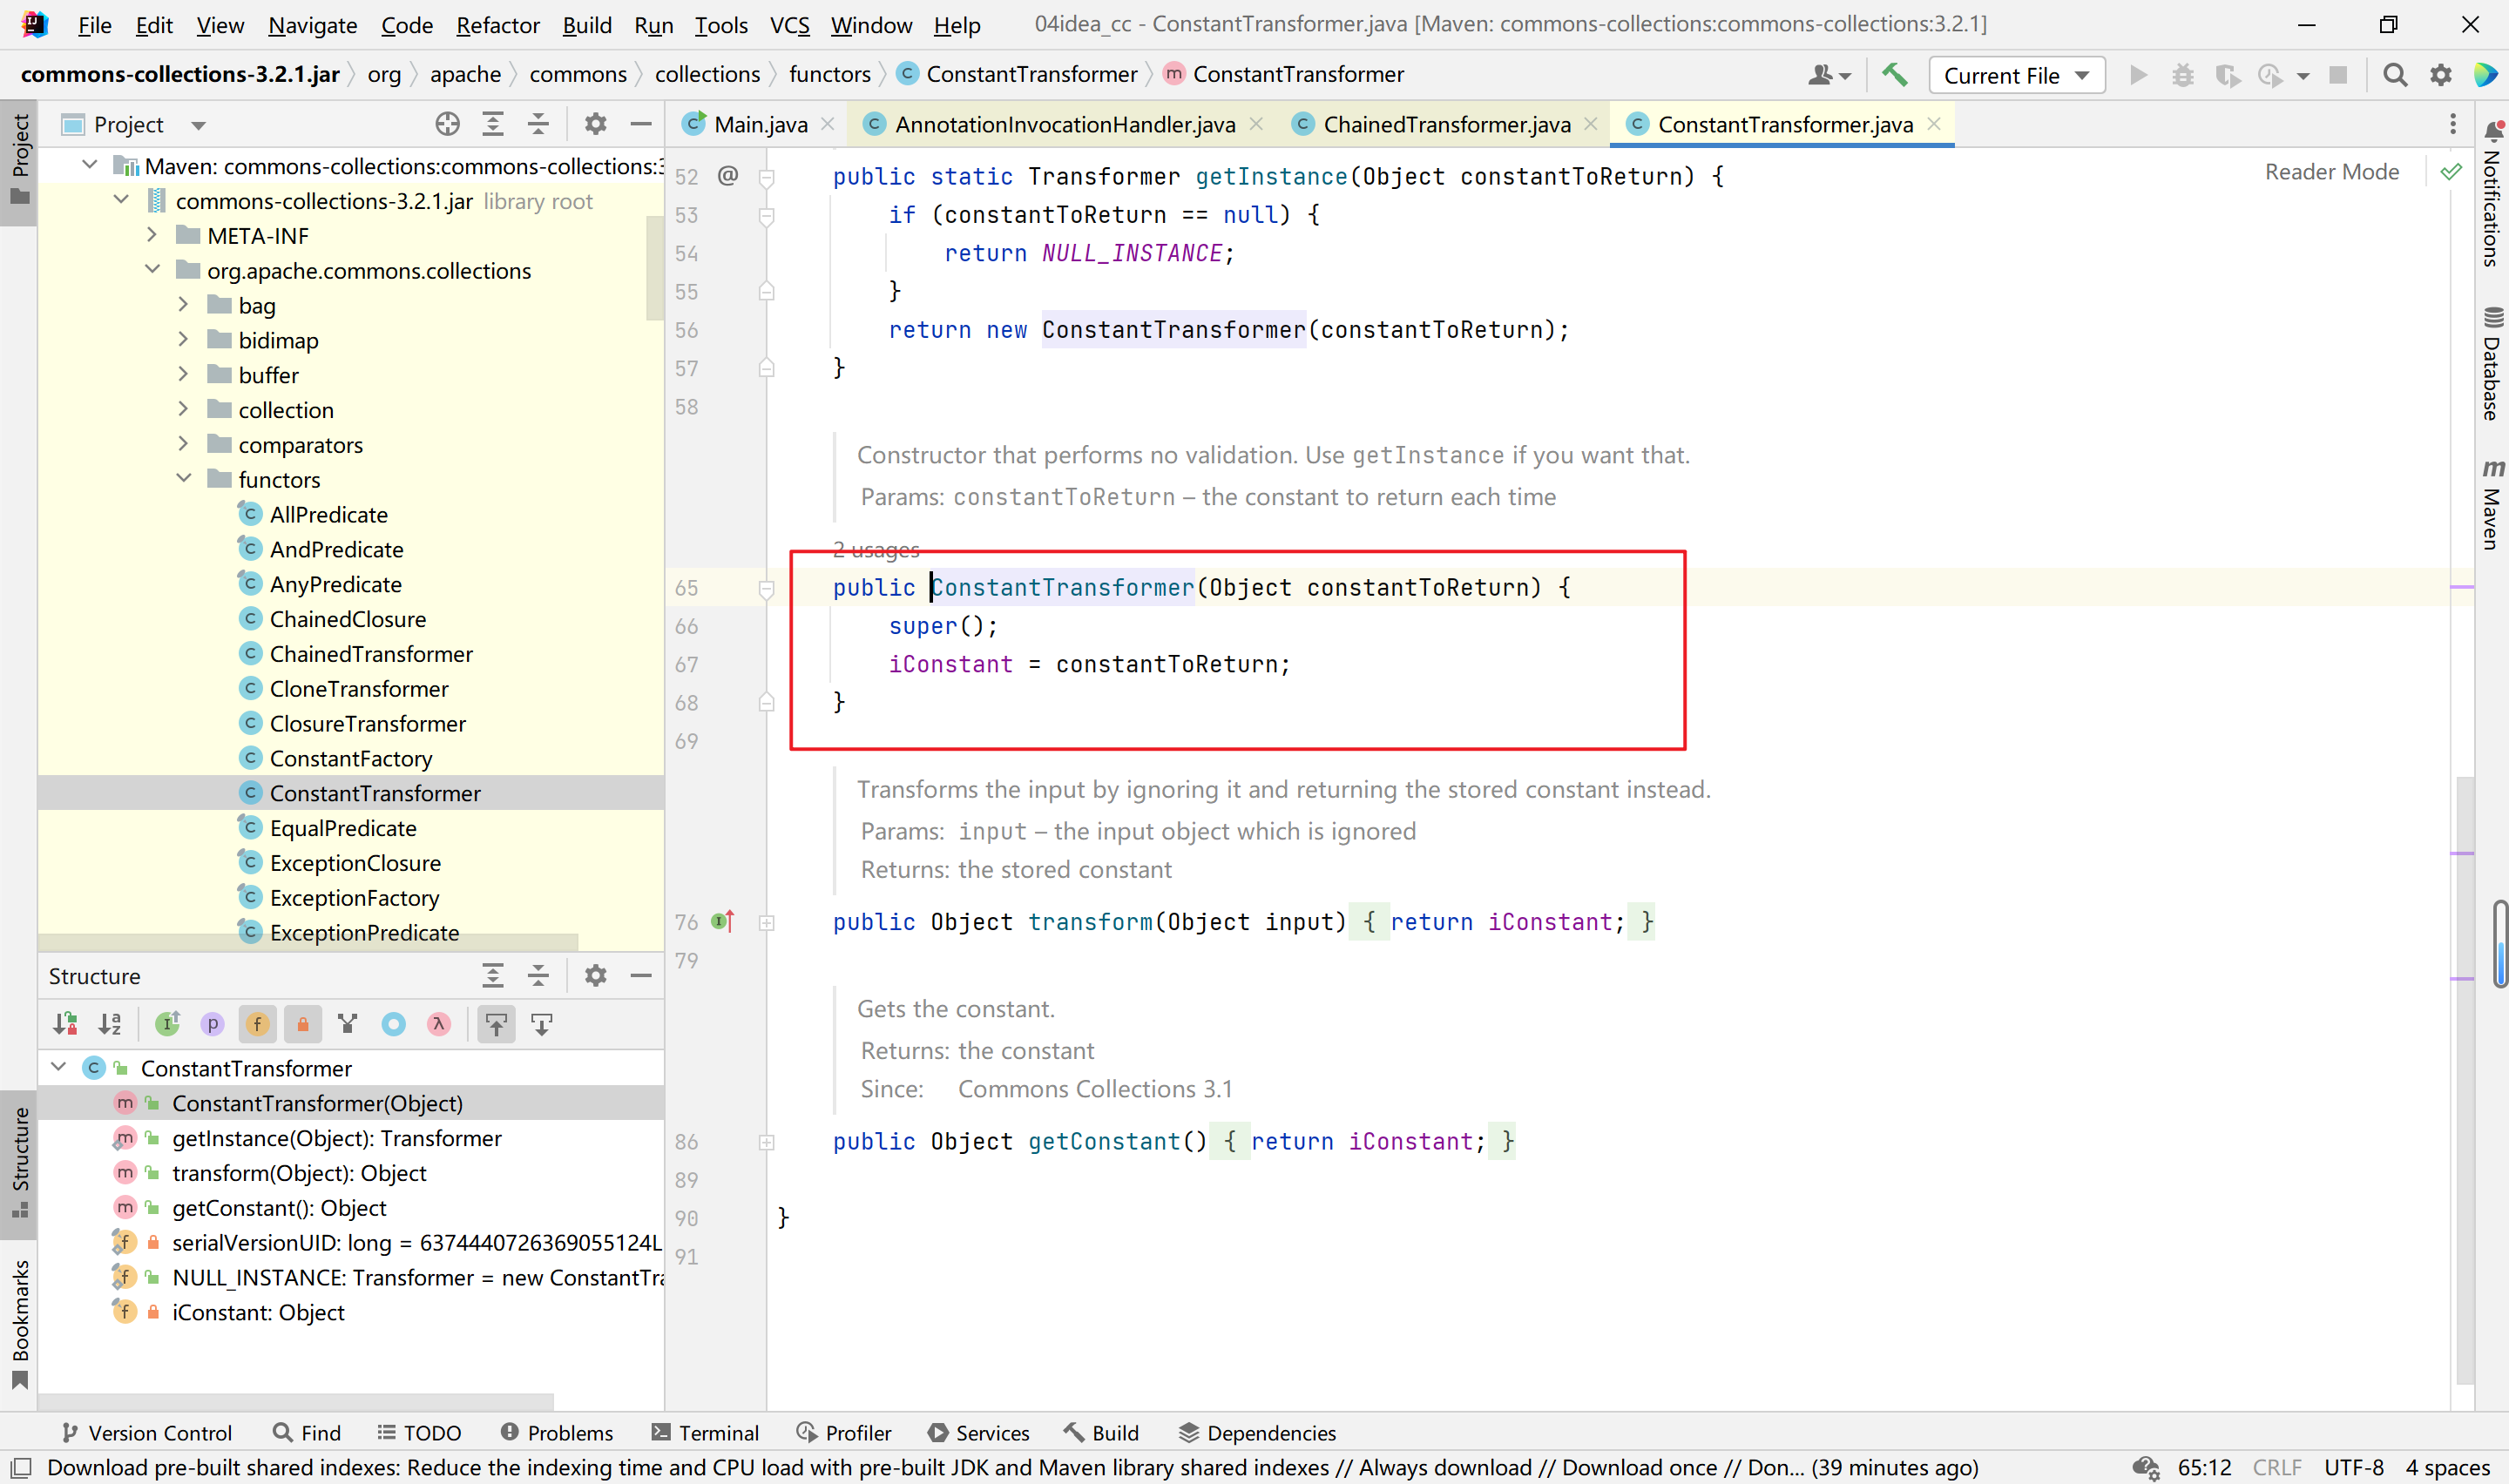 File Edit View Navigate Code Refactor Build Run Tools VCS Window Help 04idea_cc - ConstantTransformer.java [Maven: commons-collections:commons-collections:3.2.1]
commons-collections-3.2.1.jar org apache commons collections functors ConstantTransformer ConstantTransformer Current File
Project
Main.java AnnotationInvocationHandler.java ChainedTransformer.java ConstantTransformer.java
Project
Maven: commons-collections:commons-collections:3
commons-collections-3.2.1.jar library root
META-INF
org.apache.commons.collections
bag
bidimap
buffer
collection
comparators
functors
AllPredicate
AndPredicate
AnyPredicate
ChainedClosure
ChainedTransformer
CloneTransformer
ClosureTransformer
ConstantFactory
ConstantTransformer
EqualPredicate
ExceptionClosure
ExceptionFactory
ExceptionPredicate
Reader Mode
52 @ public static Transformer getInstance(Object constantToReturn) {
53 if (constantToReturn == null) {
54 return NULL_INSTANCE;
55 }
56 return new ConstantTransformer(constantToReturn);
57 }
58
Constructor that performs no validation. Use getInstance if you want that.
Params: constantToReturn – the constant to return each time
2 usages
65 public ConstantTransformer(Object constantToReturn) {
66 super();
67 iConstant = constantToReturn;
68 }
69
Transforms the input by ignoring it and returning the stored constant instead.
Params: input – the input object which is ignored
Returns: the stored constant
76 public Object transform(Object input) { return iConstant; }
79
Gets the constant.
Returns: the constant
Since: Commons Collections 3.1
86 public Object getConstant() { return iConstant; }
89
90 }
91
Structure
ConstantTransformer
ConstantTransformer(Object)
getInstance(Object): Transformer
transform(Object): Object
getConstant(): Object
serialVersionUID: long = 6374440726369055124L
NULL_INSTANCE: Transformer = new ConstantTra
iConstant: Object
Structure
Bookmarks
Notifications
Database
Maven
Version Control Find TODO Problems Terminal Profiler Services Build Dependencies
Download pre-built shared indexes: Reduce the indexing time and CPU load with pre-built JDK and Maven library shared indexes // Always download // Download once // Don... (39 minutes ago) 65:12 CRLF UTF-8 4 spaces